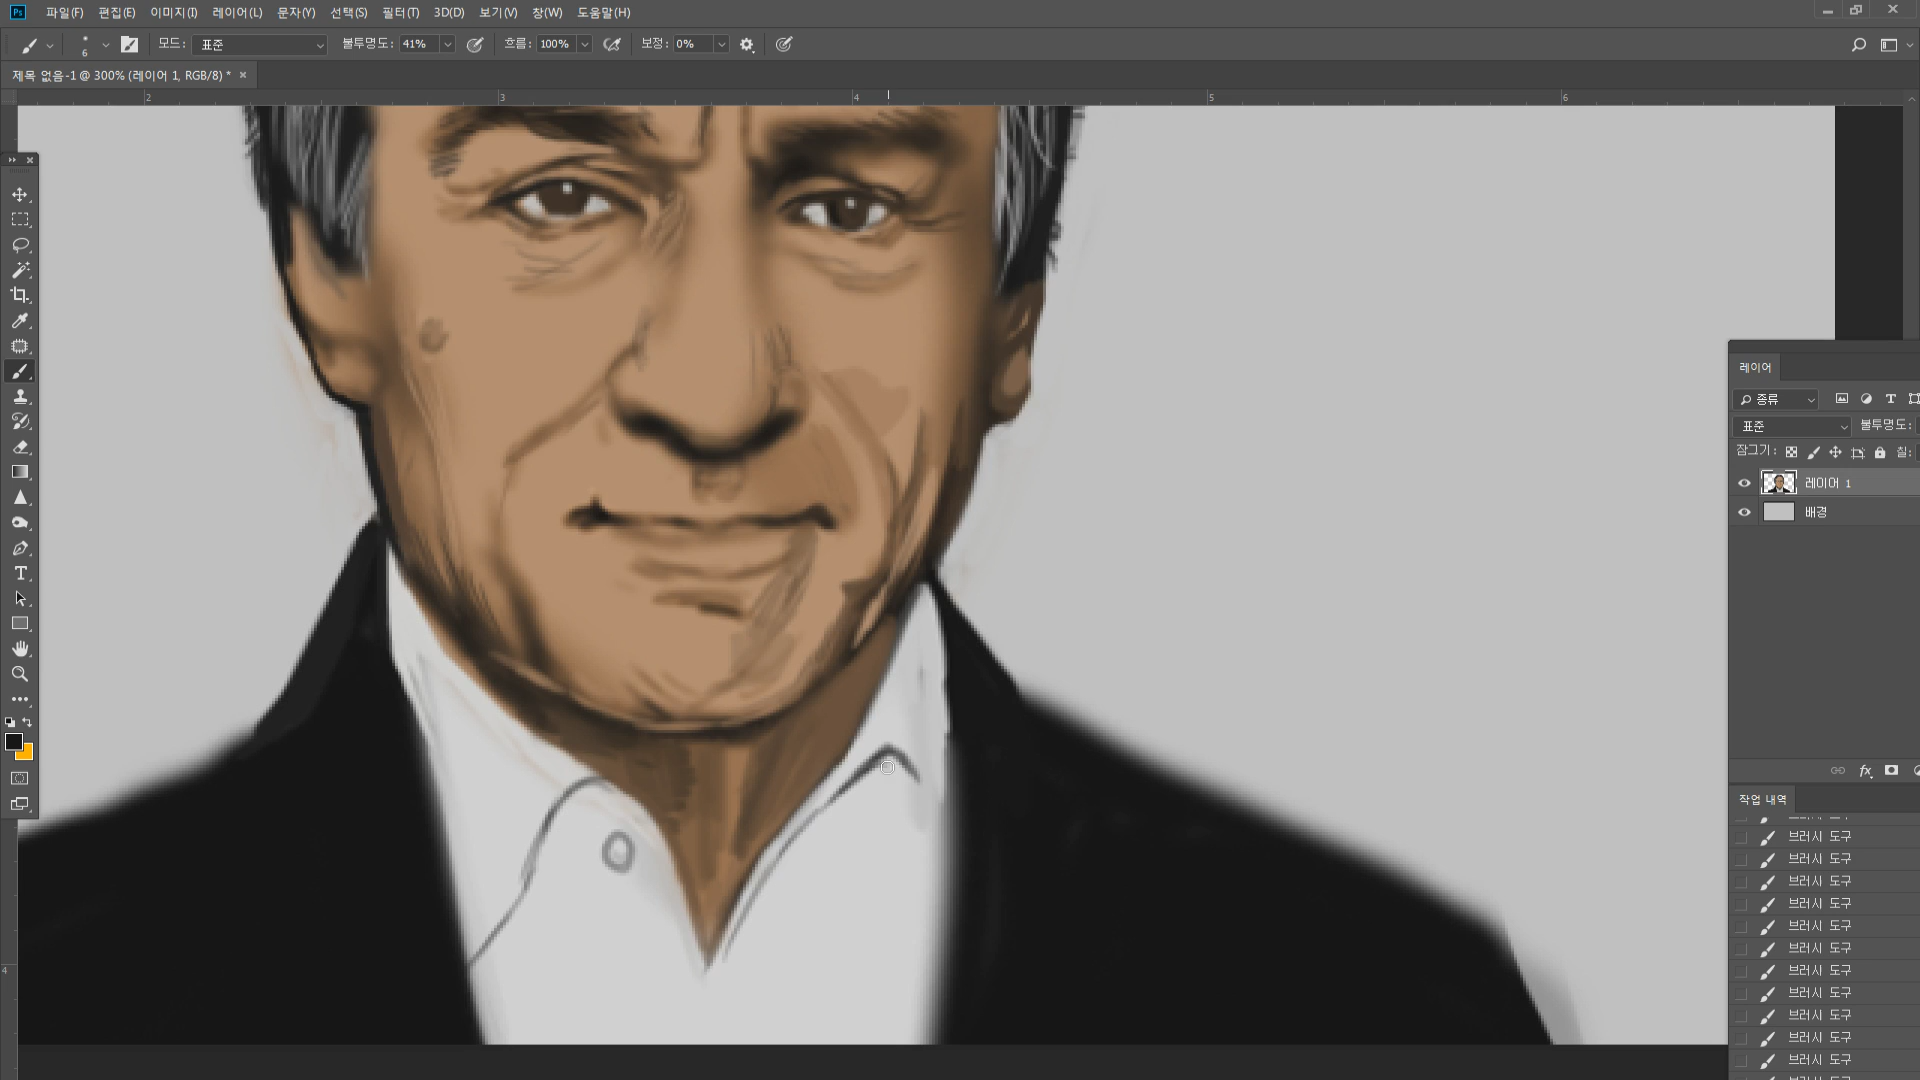 Ps 파일(F) 편집(E) 이미지(I) 레이어(L) 문자(Y) 선택(S) 필터(T) 3D(D) 보기(V) 창(W) 도움말(H)
6 모드: 표준 불투명도: 41% 흐름: 100% 보정: 0%
제목 없음-1 @ 300% (레이어 1, RGB/8) *
2 3 4 5 6
레이어
종류
표준 불투명도:
잠그기: 칠:
레이어 1
배경
fx
작업 내역
브러시 도구
브러시 도구
브러시 도구
브러시 도구
브러시 도구
브러시 도구
브러시 도구
브러시 도구
브러시 도구
브러시 도구
브러시 도구
4